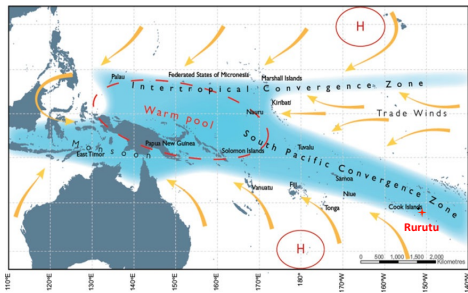 H
Palau
Federated States of Micronesia
Marshall Islands
Intertropical Convergence Zone
Kiribati
Nauru
Trade Winds
Warm pool
South Pacific Convergence Zone
Monsoon
East Timor
Papua New Guinea
Solomon Islands
Tuvalu
Samoa
Vanuatu
Fiji
Niue
Tonga
Cook Islands
Rurutu
H
0 500 1,000 1,500 2,000
Kilometres
110°E 120°E 130°E 140°E 150°E 160°E 170°E 180° 170°W 160°W 150°W